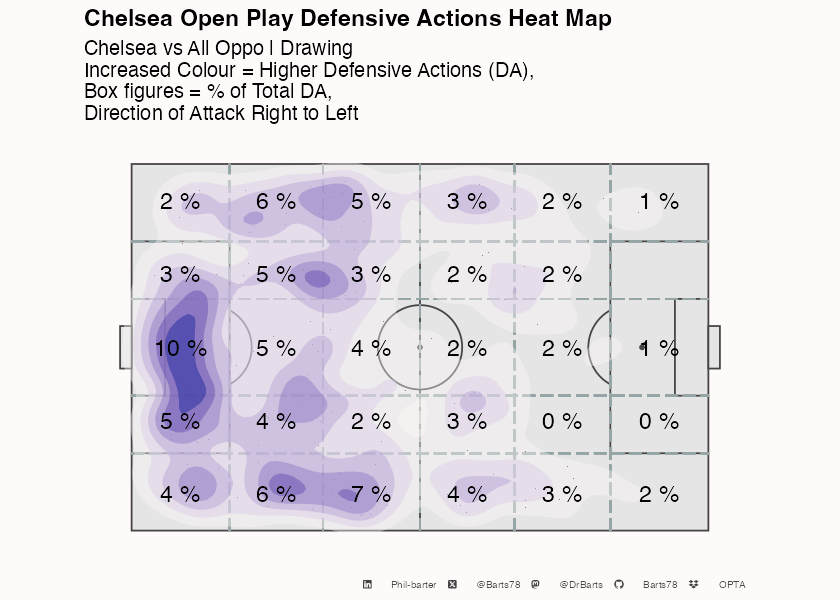 Chelsea Open Play Defensive Actions Heat Map
Chelsea vs All Oppo | Drawing
Increased Colour = Higher Defensive Actions (DA),
Box figures = % of Total DA,
Direction of Attack Right to Left
2 % 6 % 5 % 3 % 2 % 1 %
3 % 5 % 3 % 2 % 2 %
10 % 5 % 4 % 2 % 2 % 1 %
5 % 4 % 2 % 3 % 0 % 0 %
4 % 6 % 7 % 4 % 3 % 2 %
Phil-barter @Barts78 @DrBarts Barts78 OPTA